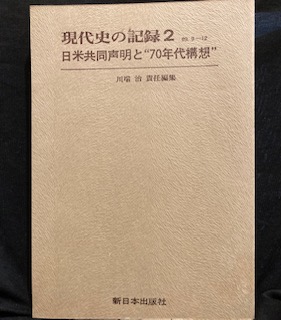 現代史の記録2 69.9—12
日米共同声明と“70年代構想”
川端 治 責任編集
新日本出版社